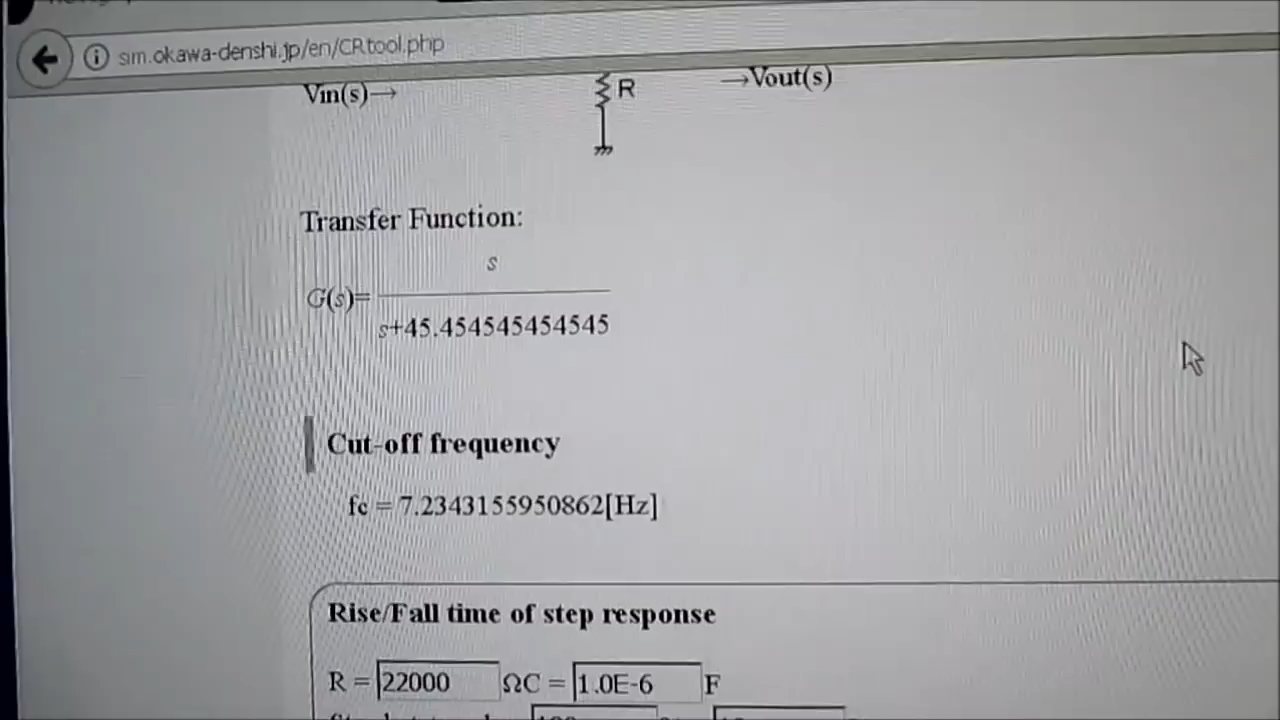 sim.okawa-denshi.jp/en/CRtool.php
Vin(s)→ R →Vout(s)
Transfer Function:
s
G(s)=
s+45.454545454545
Cut-off frequency
fc = 7.2343155950862[Hz]
Rise/Fall time of step response
R = 22000 ΩC = 1.0E-6 F